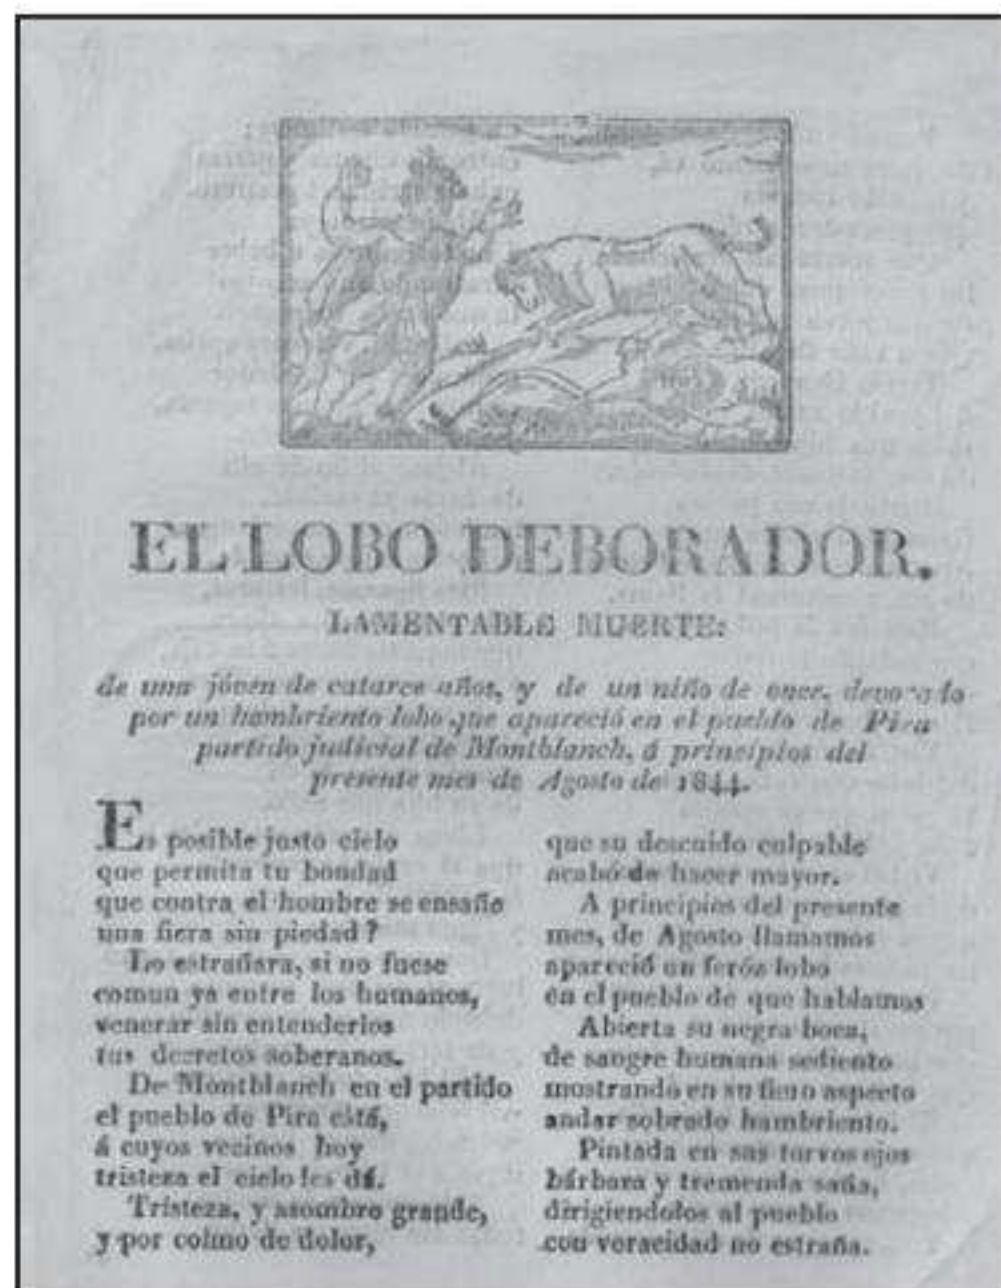 EL LOBO DEBORADOR.
LAMENTABLE MUERTE:
de una jóven de catarce años, y de un niño de once, devorado
por un hambriento lobo que apareció en el pueblo de Pira
partido judicial de Montblanch, á principios del
presente mes de Agosto de 1844.
Es posible justo cielo
que permita tu bondad
que contra el hombre se ensañe
una fiera sin piedad?
Lo estrañara, si no fuese
comun ya entre los humanos,
venerar sin entenderlos
tus decretos soberanos.
De Montblanch en el partido
el pueblo de Pira está,
á cuyos vecinos hoy
tristeza el cielo les dá.
Tristeza, y asombro grande,
y por colmo de dolor,
que su descuido culpable
acabó de hacer mayor.
A principios del presente
mes, de Agosto llamamos
apareció un feróz lobo
en el pueblo de que hablamos
Abierta su negra boca,
de sangre humana sediento
mostrando en su aspecto
andar sobrado hambriento.
Pintada en sus torvos ojos
bárbara y tremenda saña,
dirigiendolos al pueblo
con voracidad no estraña.